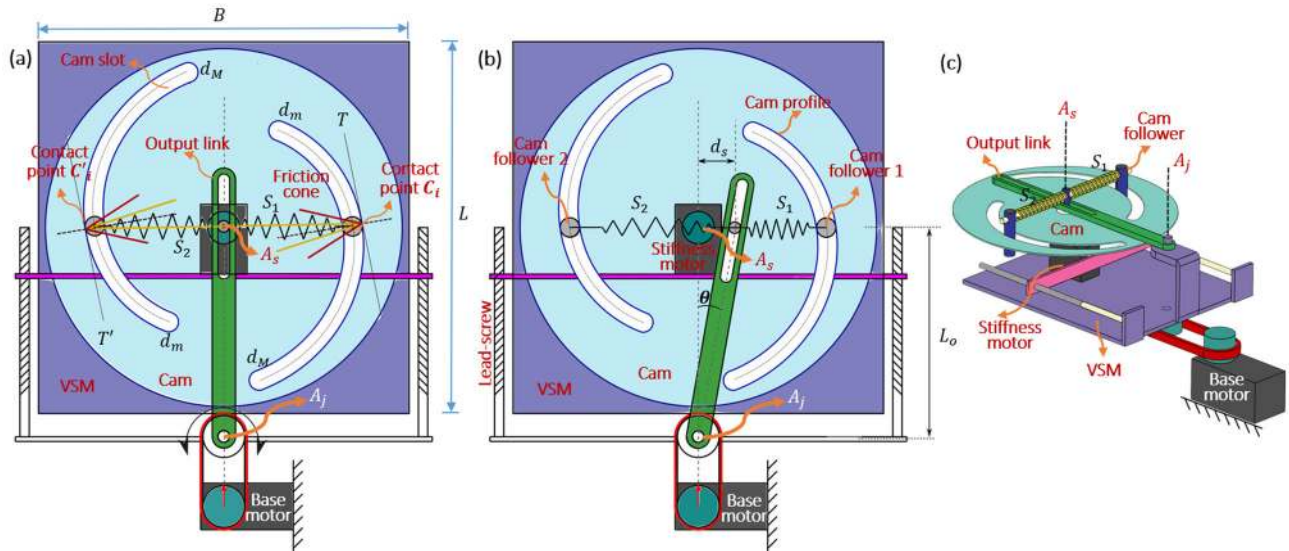 (a)
B
Cam slot
d_M
d_m
T
Output link
Contact
point C'_i
Friction
cone
Contact
point C_i
S_1
S_2
A_s
L
T'
d_m
d_M
VSM
Cam
A_j
Base
motor
(b)
Cam profile
d_s
Cam
follower 2
Cam
follower 1
S_2
S_1
Stiffness
motor
A_s
θ
Lead-screw
L_o
VSM
Cam
A_j
Base
motor
(c)
A_s
Output link
Cam
follower
S_1
A_j
S_2
Cam
Stiffness
motor
VSM
Base
motor